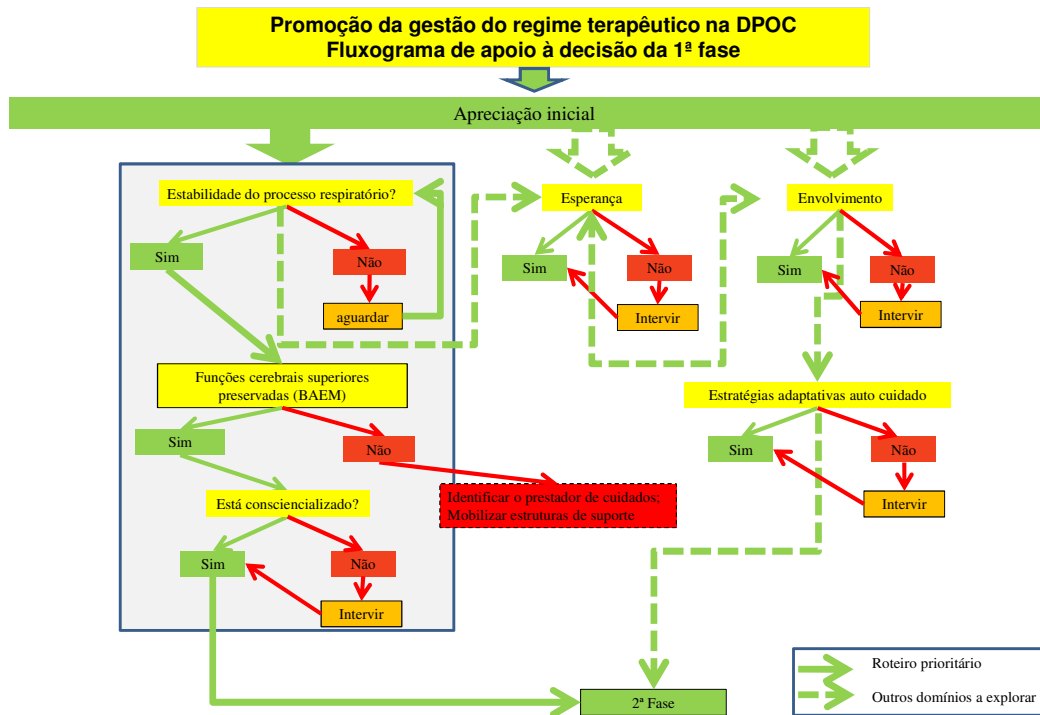 Promoção da gestão do regime terapêutico na DPOC
Fluxograma de apoio à decisão da 1ª fase
Apreciação inicial
Estabilidade do processo respiratório?
Sim
Não
aguardar
Funções cerebrais superiores
preservadas (BAEM)
Sim
Não
Identificar o prestador de cuidados;
Mobilizar estruturas de suporte
Está consciencializado?
Sim
Não
Intervir
Esperança
Sim
Não
Intervir
Envolvimento
Sim
Não
Intervir
Estratégias adaptativas auto cuidado
Sim
Não
Intervir
2ª Fase
Roteiro prioritário
Outros domínios a explorar